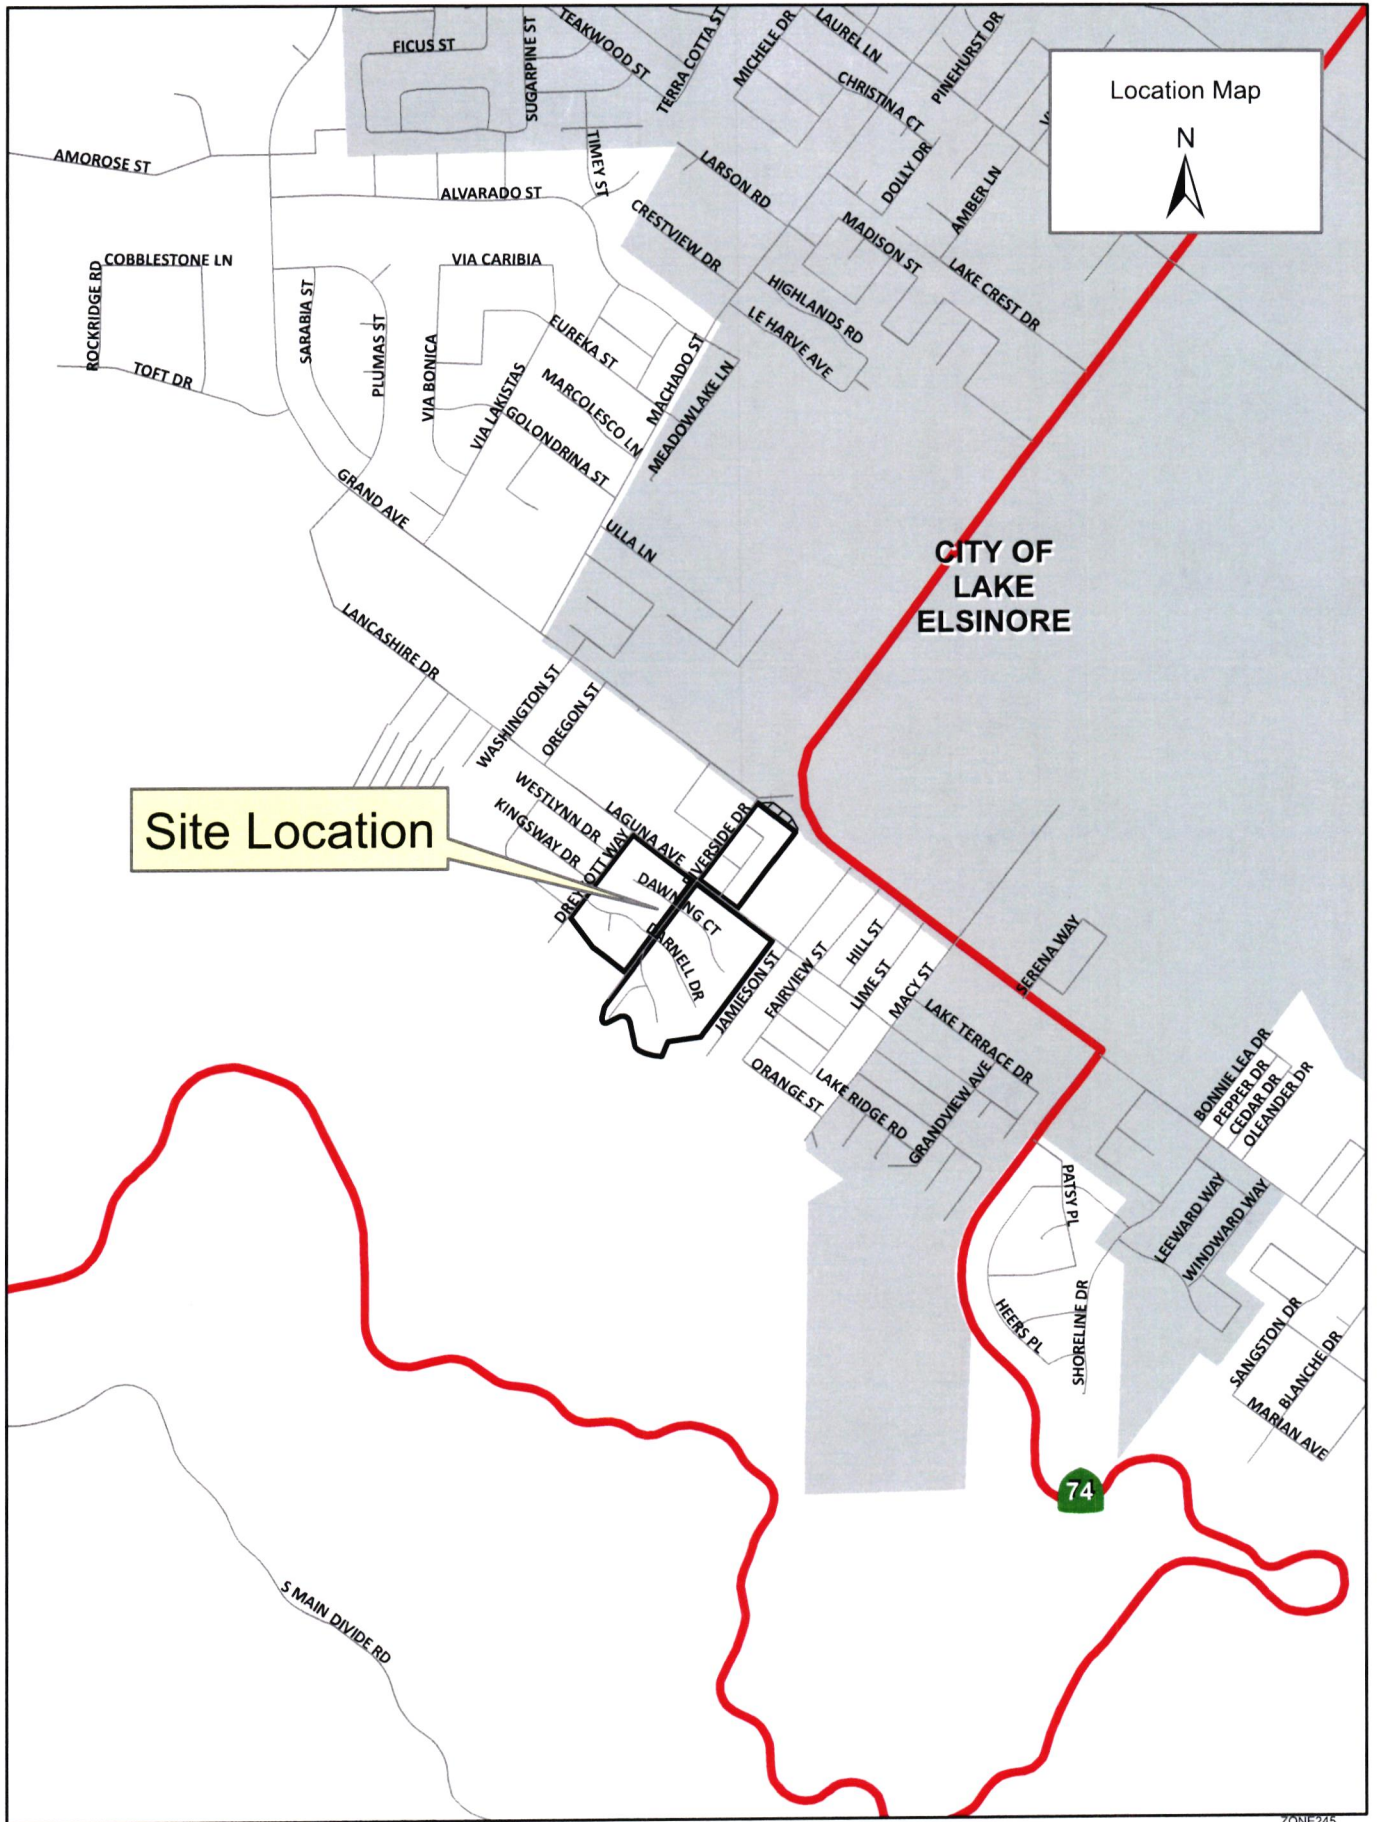 FICUS ST
SUGARPINE ST
TEAKWOOD ST
TERRA COTTA ST
MICHELE DR
LAUREL LN
CHRISTINA CT
PINEHURST DR
Location Map
N
AMOROSE ST
TIMEY ST
ALVARADO ST
LARSON RD
DOLLY DR
AMBER LN
CRESTVIEW DR
MADISON ST
LAKE CREST DR
COBBLESTONE LN
ROCKRIDGE RD
VIA CARIBIA
SARABIA ST
PLUMAS ST
VIA BONICA
TOFT DR
HIGHLANDS RD
LE HARVE AVE
EUREKA ST
MACHADO ST
MARCOLESCO LN
MEADOWLAKE LN
VIA LAKISTAS
GOLONDRINA ST
GRAND AVE
ULLA LN
CITY OF
LAKE
ELSINORE
LANCASHIRE DR
WASHINGTON ST
OREGON ST
WESTLYNN DR
KINGSWAY DR
LAGUNA AVE
RIVERSIDE DR
Site Location
DAWNING CT
DARNELL DR
JAMIESON ST
FAIRVIEW ST
HILL ST
LIME ST
MACY ST
SERENA WAY
LAKE TERRACE DR
ORANGE ST
LAKE RIDGE RD
GRANDVIEW AVE
BONNIE LEA DR
PEPPER DR
CEDAR DR
OLEANDER DR
PATSY PL
LEEWARD WAY
WINDWARD WAY
HEERS PL
SHORELINE DR
SANGSTON DR
BLANCHE DR
MARIAN AVE
74
S MAIN DIVIDE RD
ZONE245